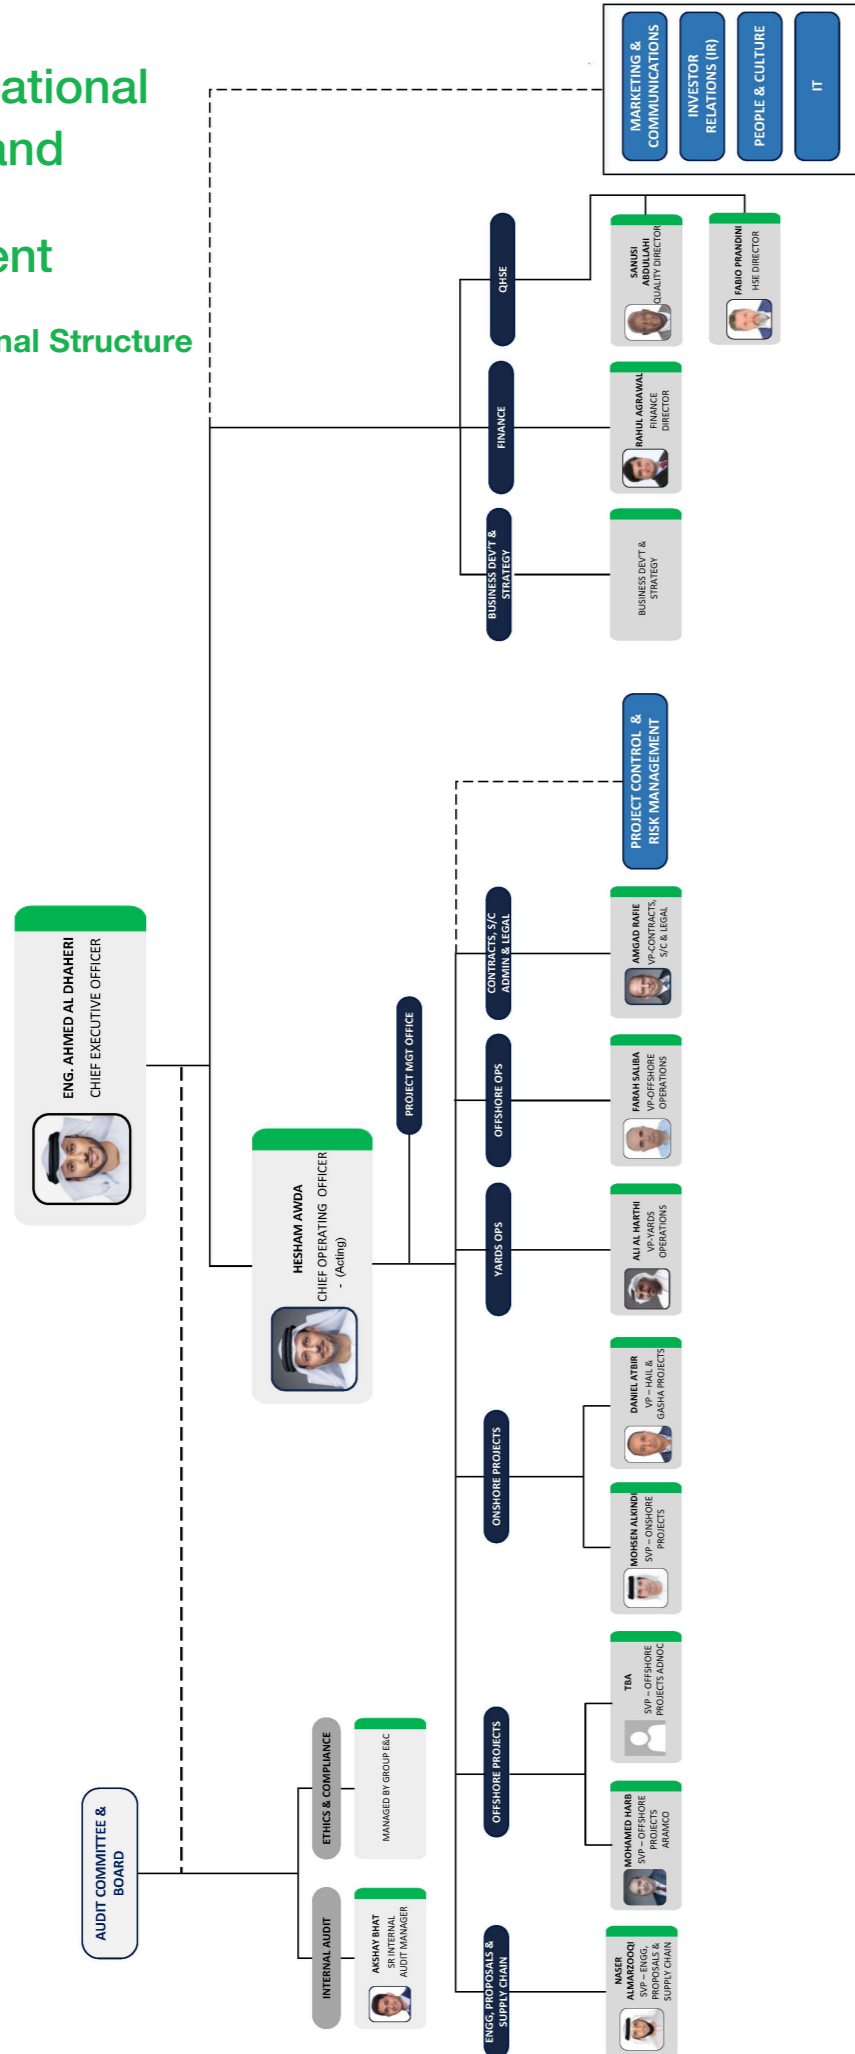 ational
and
ent
nal Structure
ENG. AHMED AL DHAHERI
CHIEF EXECUTIVE OFFICER
AUDIT COMMITTEE &
BOARD
INTERNAL AUDIT
AKSHAY BHAT
SR INTERNAL
AUDIT MANAGER
ETHICS & COMPLIANCE
MANAGED BY GROUP E&C
HESHAM AWDA
CHIEF OPERATING OFFICER
- (Acting)
PROJECT MGT OFFICE
ENGG, PROPOSALS &
SUPPLY CHAIN
NASER
ALMARZOOQI
SVP – ENGG,
PROPOSALS &
SUPPLY CHAIN
OFFSHORE PROJECTS
MOHAMED HARB
SVP – OFFSHORE
PROJECTS
ARAMCO
TBA
SVP – OFFSHORE
PROJECTS ADNOC
ONSHORE PROJECTS
MOHSEN ALKINDI
SVP – ONSHORE
PROJECTS
DANIEL ATBIR
VP – HAIL &
GASHA PROJECTS
YARDS OPS
ALI AL HARTHI
VP-YARDS
OPERATIONS
OFFSHORE OPS
FARAH SALIBA
VP-OFFSHORE
OPERATIONS
CONTRACTS, S/C
ADMIN & LEGAL
AMGAD RAFIE
VP-CONTRACTS,
S/C & LEGAL
PROJECT CONTROL &
RISK MANAGEMENT
BUSINESS DEV'T &
STRATEGY
BUSINESS DEV'T &
STRATEGY
FINANCE
RAHUL AGRAWAL
FINANCE
DIRECTOR
QHSE
SANUSI
ABDULLAHI
QUALITY DIRECTOR
FABIO PRANDINI
HSE DIRECTOR
MARKETING &
COMMUNICATIONS
INVESTOR
RELATIONS (IR)
PEOPLE & CULTURE
IT